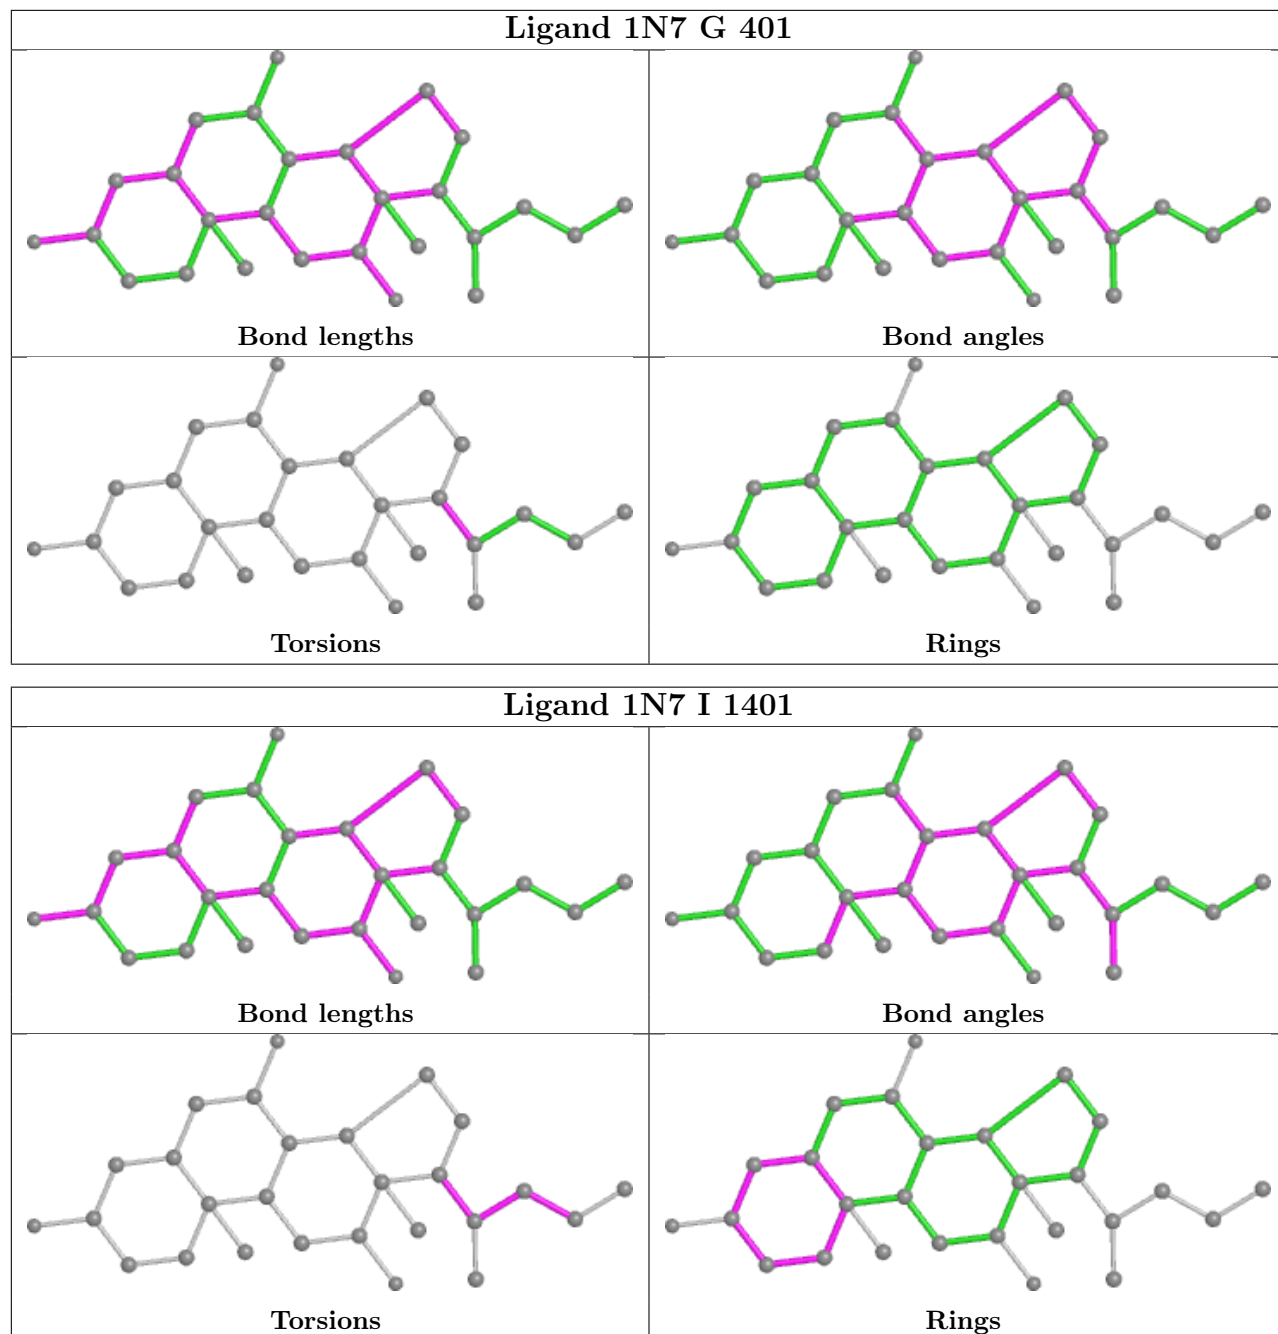 Ligand 1N7 G 401
Bond lengths
Bond angles
Torsions
Rings
Ligand 1N7 I 1401
Bond lengths
Bond angles
Torsions
Rings